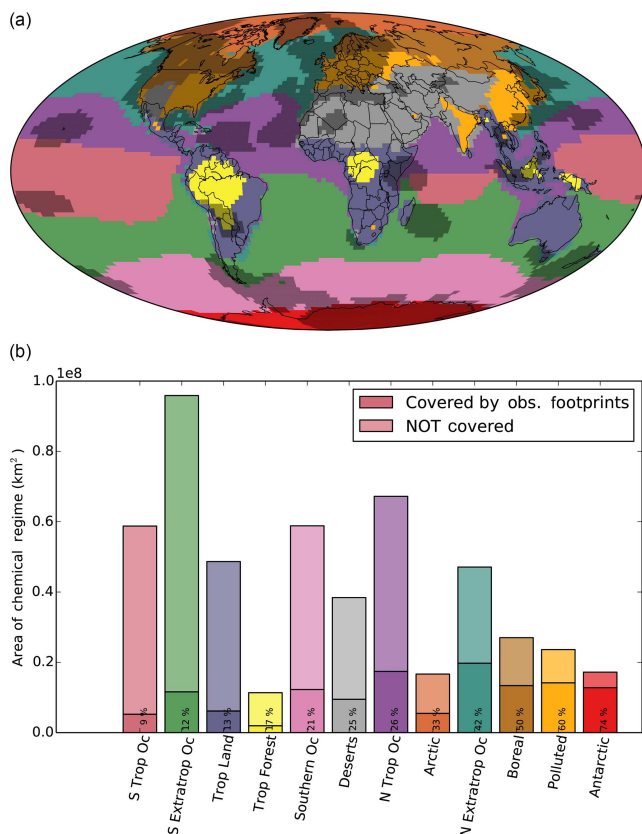 (a)
(b)
1e8
Covered by obs. footprints
NOT covered
Area of chemical regime (km²)
1.0
0.8
0.6
0.4
0.2
0.0
9 %
12 %
13 %
17 %
21 %
25 %
26 %
33 %
42 %
50 %
60 %
74 %
S Trop Oc
S Extratrop Oc
Trop Land
Trop Forest
Southern Oc
Deserts
N Trop Oc
Arctic
N Extratrop Oc
Boreal
Polluted
Antarctic